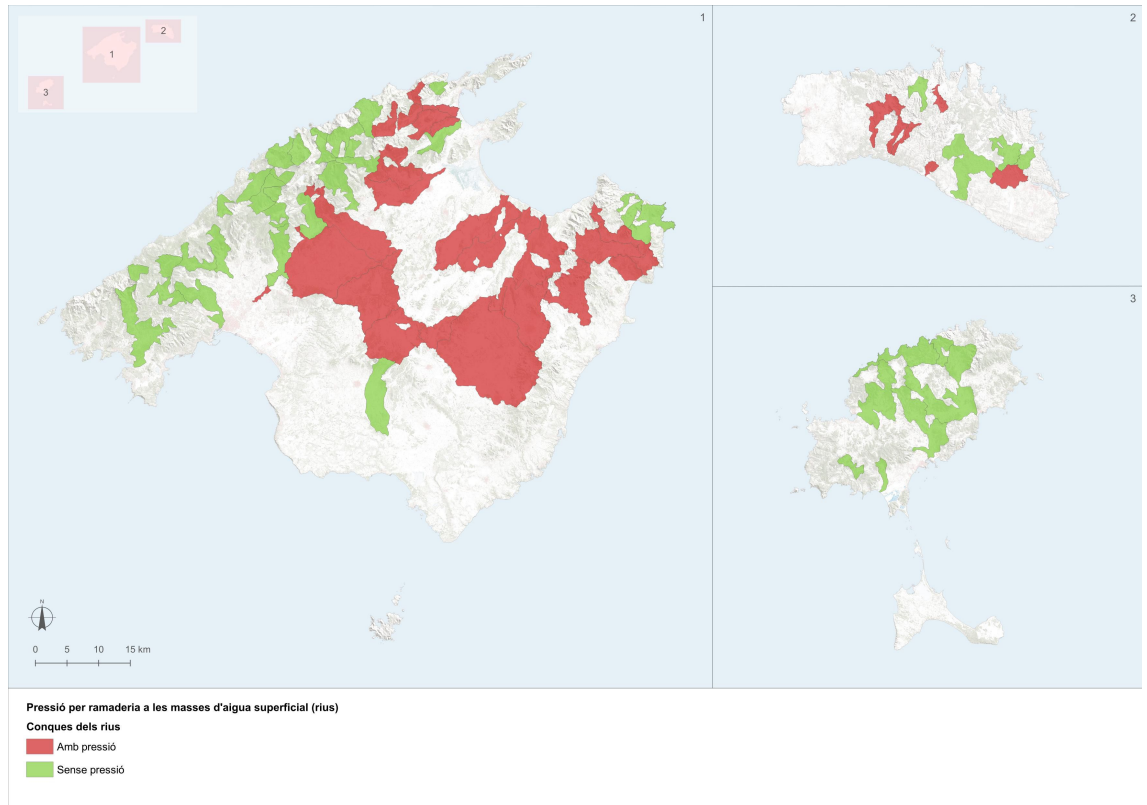 1
2
3
1
2
3
N
0 5 10 15 km
Pressió per ramaderia a les masses d'aigua superficial (rius)
Conques dels rius
Amb pressió
Sense pressió